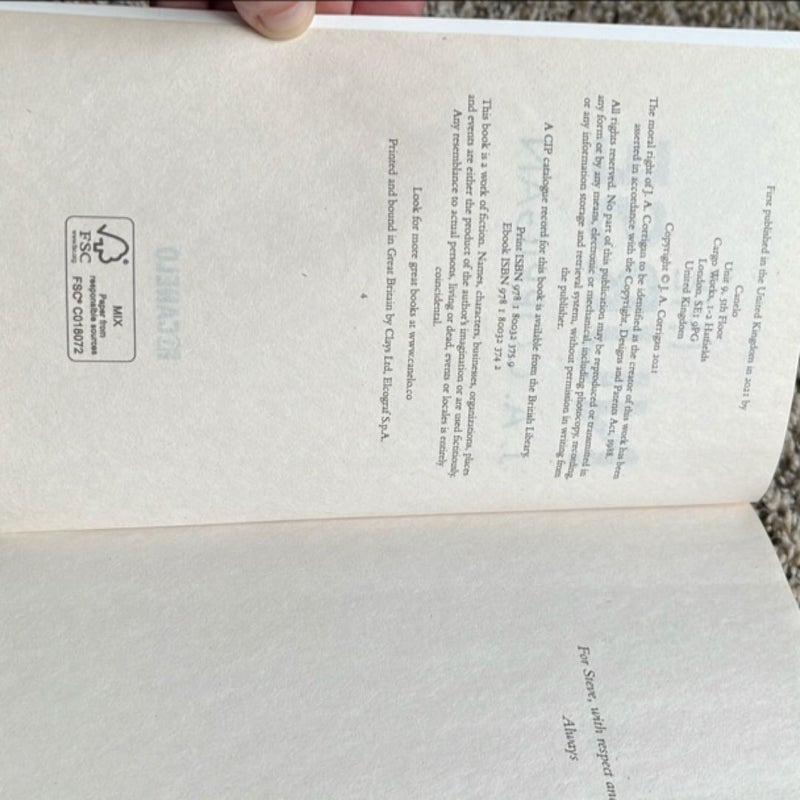 First published in the United Kingdom in 2021 by
Canelo
Unit 9, 5th Floor
Cargo Works, 1-2 Hatfields
London, SE1 9PG
United Kingdom
Copyright © J. A. Corrigan 2021
The moral right of J. A. Corrigan to be identified as the creator of this work has been
asserted in accordance with the Copyright, Designs and Patents Act, 1988.
All rights reserved. No part of this publication may be reproduced or transmitted in
any form or by any means, electronic or mechanical, including photocopy, recording,
or any information storage and retrieval system, without permission in writing from
the publisher.
A CIP catalogue record for this book is available from the British Library.
Print ISBN 978 1 80032 375 9
Ebook ISBN 978 1 80032 374 2
This book is a work of fiction. Names, characters, businesses, organizations, places
and events are either the product of the author's imagination or are used fictitiously.
Any resemblance to actual persons, living or dead, events or locales is entirely
coincidental.
Look for more great books at www.canelo.co
Printed and bound in Great Britain by Clays Ltd, Elcograf S.p.A.
4
FSC
www.fsc.org
MIX
Paper from
responsible sources
FSC® C018072
For Steve, with respect and
Always